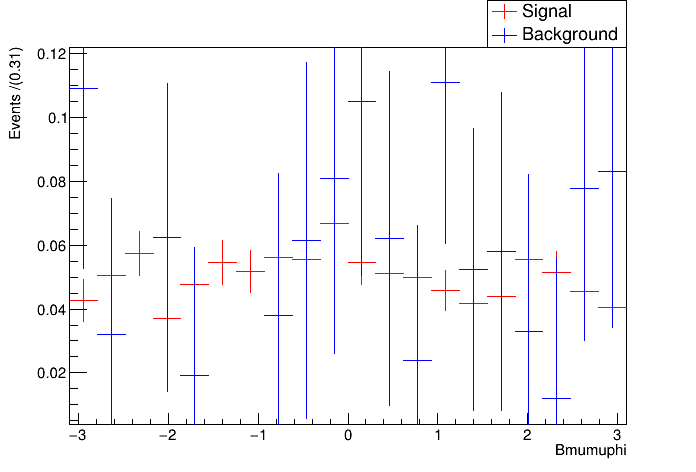 Signal
Background
Events /(0.31)
0.12
0.1
0.08
0.06
0.04
0.02
−3 −2 −1 0 1 2 3
Bmumuphi